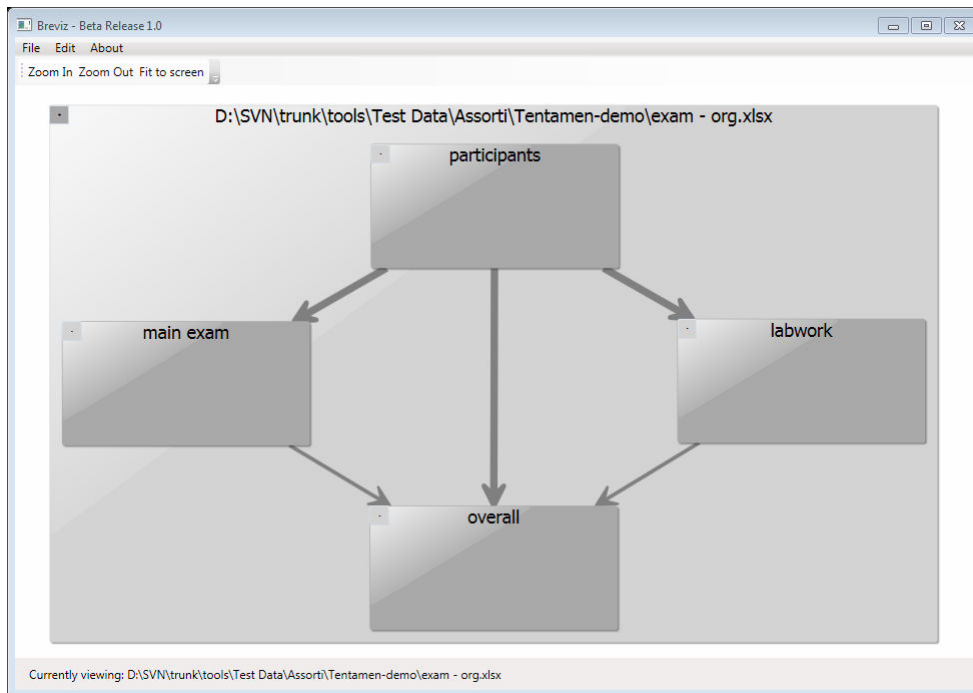 Breviz - Beta Release 1.0
File Edit About
Zoom In Zoom Out Fit to screen
D:\SVN\trunk\tools\Test Data\Assorti\Tentamen-demo\exam - org.xlsx
participants
main exam
labwork
overall
Currently viewing: D:\SVN\trunk\tools\Test Data\Assorti\Tentamen-demo\exam - org.xlsx